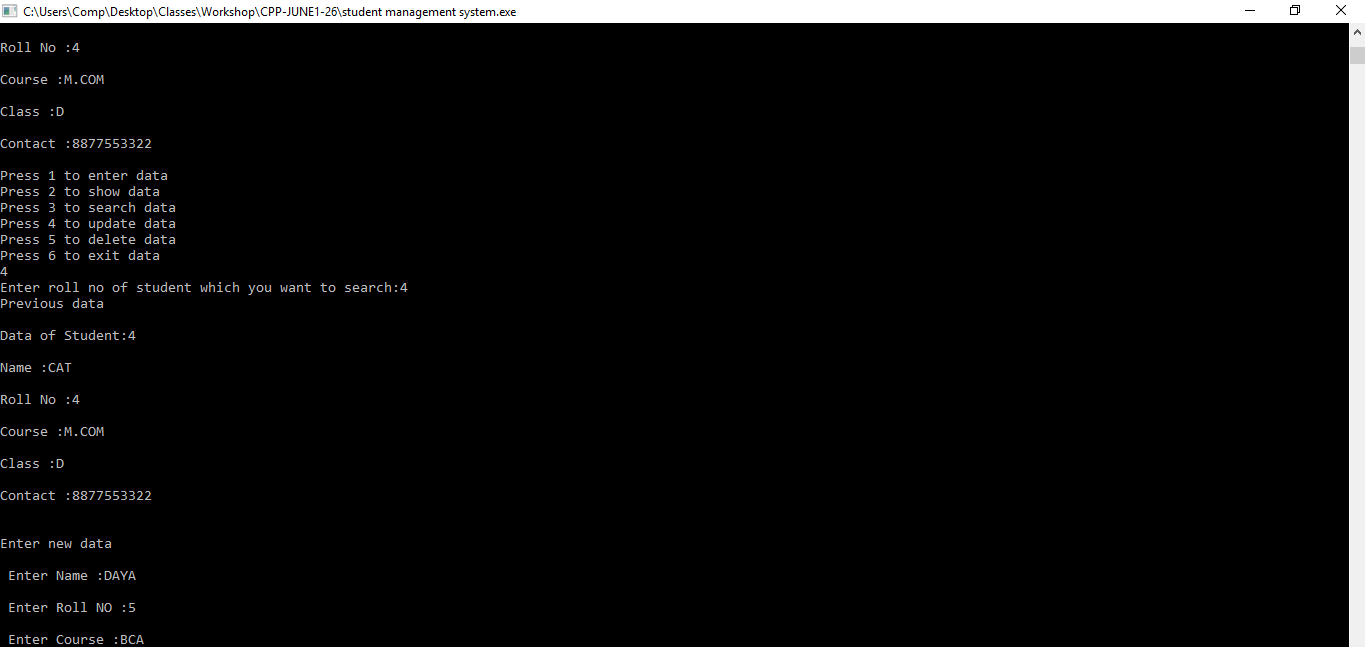 C:\Users\Comp\Desktop\Classes\Workshop\CPP-JUNE1-26\student management system.exe
Roll No :4
Course :M.COM
Class :D
Contact :8877553322
Press 1 to enter data
Press 2 to show data
Press 3 to search data
Press 4 to update data
Press 5 to delete data
Press 6 to exit data
4
Enter roll no of student which you want to search:4
Previous data
Data of Student:4
Name :CAT
Roll No :4
Course :M.COM
Class :D
Contact :8877553322
Enter new data
Enter Name :DAYA
Enter Roll NO :5
Enter Course :BCA